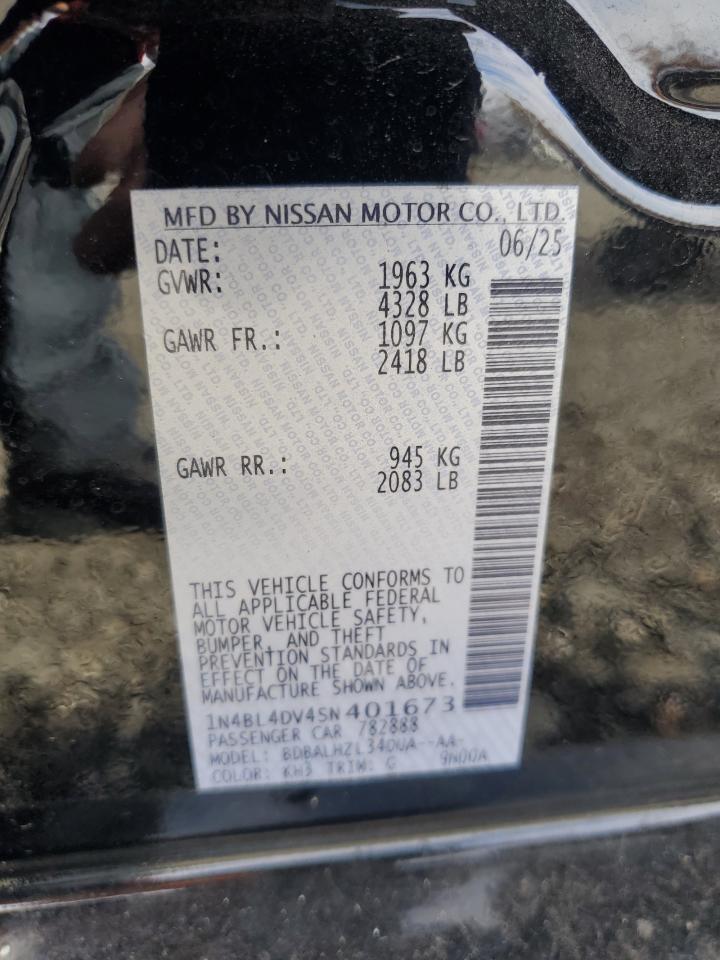 MFD BY NISSAN MOTOR CO., LTD.
DATE: 06/25
GVWR: 1963 KG
4328 LB
GAWR FR.: 1097 KG
2418 LB
GAWR RR.: 945 KG
2083 LB
THIS VEHICLE CONFORMS TO
ALL APPLICABLE FEDERAL
MOTOR VEHICLE SAFETY,
BUMPER, AND THEFT
PREVENTION STANDARDS IN
EFFECT ON THE DATE OF
MANUFACTURE SHOWN ABOVE.
1N4BL4DV4SN401673
PASSENGER CAR 782888
MODEL: BDBALHZL34DUA--AA-
9N00A
COLOR: KH3 TRIM: G